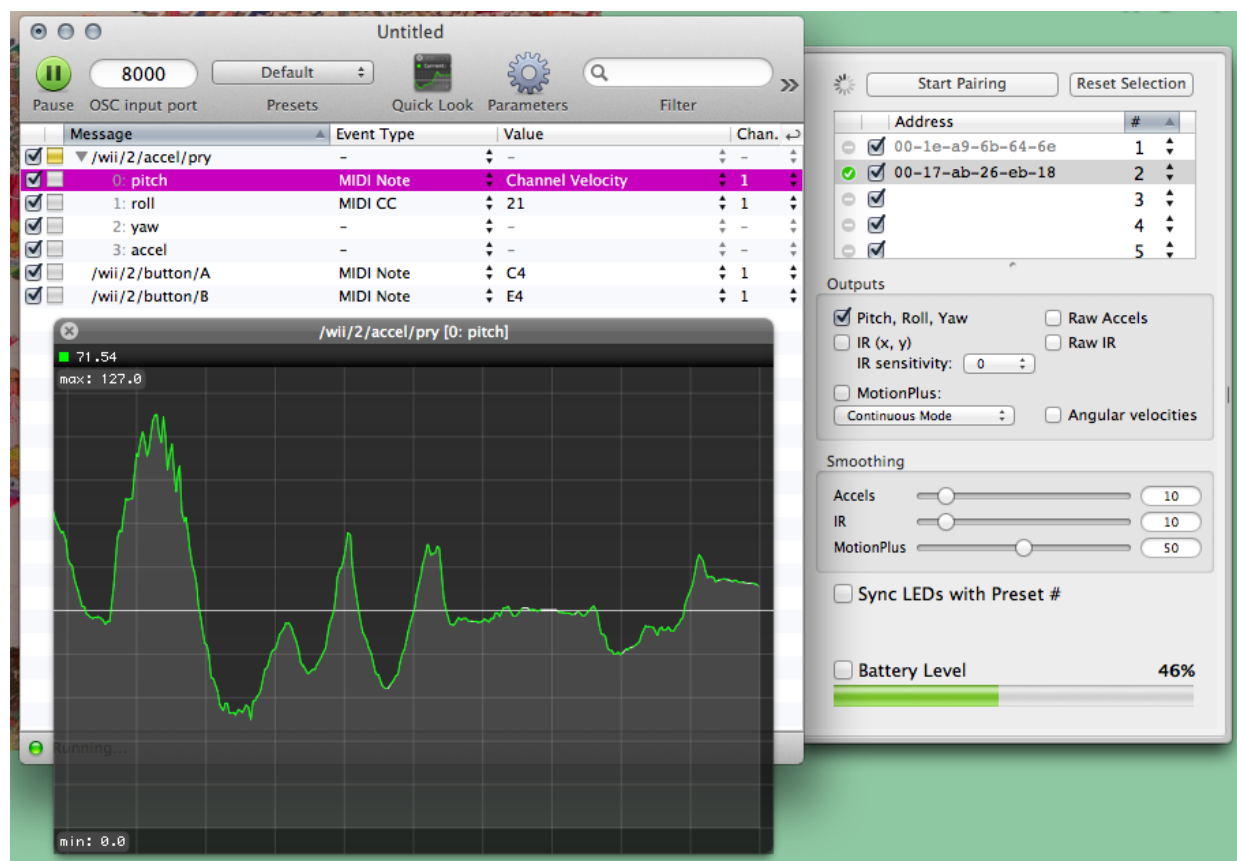 Untitled
8000
Default
Pause
OSC input port
Presets
Quick Look
Parameters
Filter
Message
Event Type
Value
Chan.
/wii/2/accel/pry
–
–
–
0: pitch
MIDI Note
Channel Velocity
1
1: roll
MIDI CC
21
1
2: yaw
–
–
–
3: accel
–
–
–
/wii/2/button/A
MIDI Note
C4
1
/wii/2/button/B
MIDI Note
E4
1
/wii/2/accel/pry [0: pitch]
71.54
max: 127.0
min: 0.0
Running...
Start Pairing
Reset Selection
Address
#
00-1e-a9-6b-64-6e
1
00-17-ab-26-eb-18
2
3
4
5
Outputs
Pitch, Roll, Yaw
Raw Accels
IR (x, y)
Raw IR
IR sensitivity:
0
MotionPlus:
Continuous Mode
Angular velocities
Smoothing
Accels
10
IR
10
MotionPlus
50
Sync LEDs with Preset #
Battery Level
46%